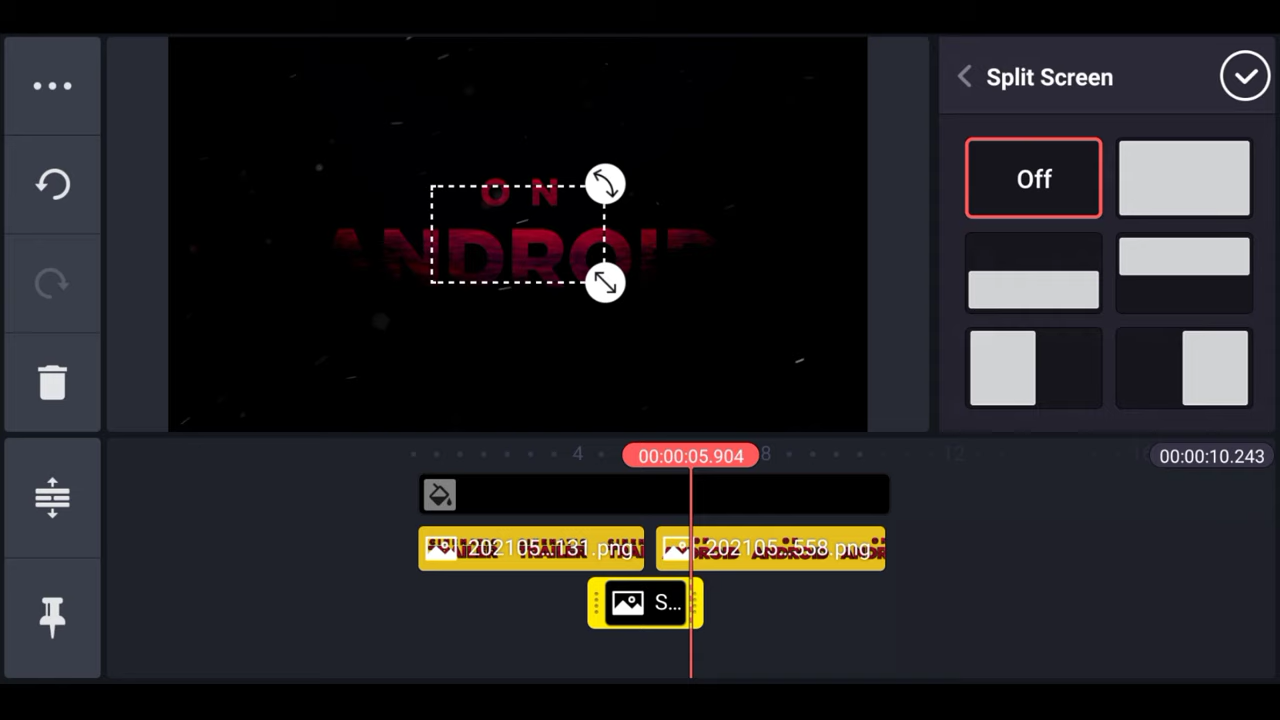 Split Screen
Off
O N
ANDROID
4
00:00:05.904
8
12
00:00:10.243
202105...131.png
202105...558.png
S...